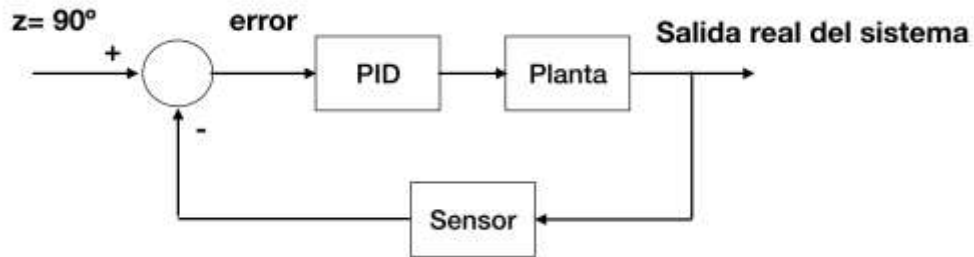 z= 90º
error
Salida real del sistema
+
PID
Planta
-
Sensor